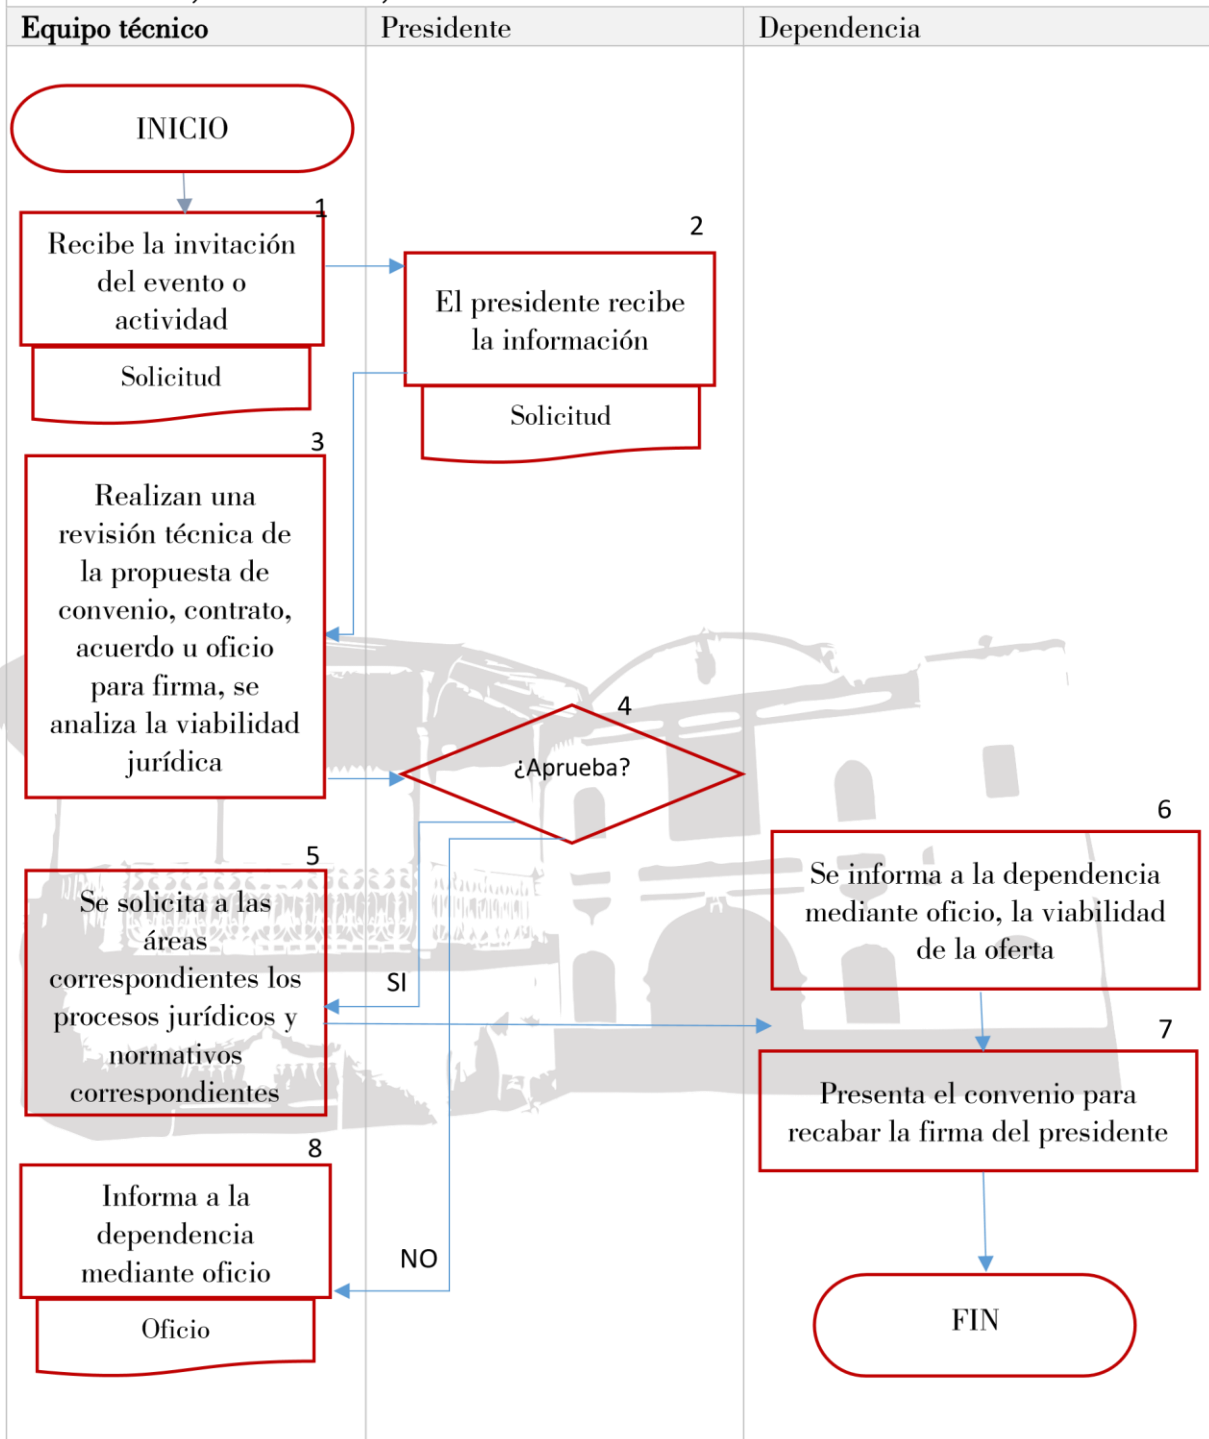 Equipo técnico
Presidente
Dependencia
INICIO
1
Recibe la invitación
del evento o
actividad
Solicitud
2
El presidente recibe
la información
Solicitud
3
Realizan una
revisión técnica de
la propuesta de
convenio, contrato,
acuerdo u oficio
para firma, se
analiza la viabilidad
jurídica
4
¿Aprueba?
5
Se solicita a las
áreas
correspondientes los
procesos jurídicos y
normativos
correspondientes
SI
6
Se informa a la dependencia
mediante oficio, la viabilidad
de la oferta
7
Presenta el convenio para
recabar la firma del presidente
8
Informa a la
dependencia
mediante oficio
Oficio
NO
FIN